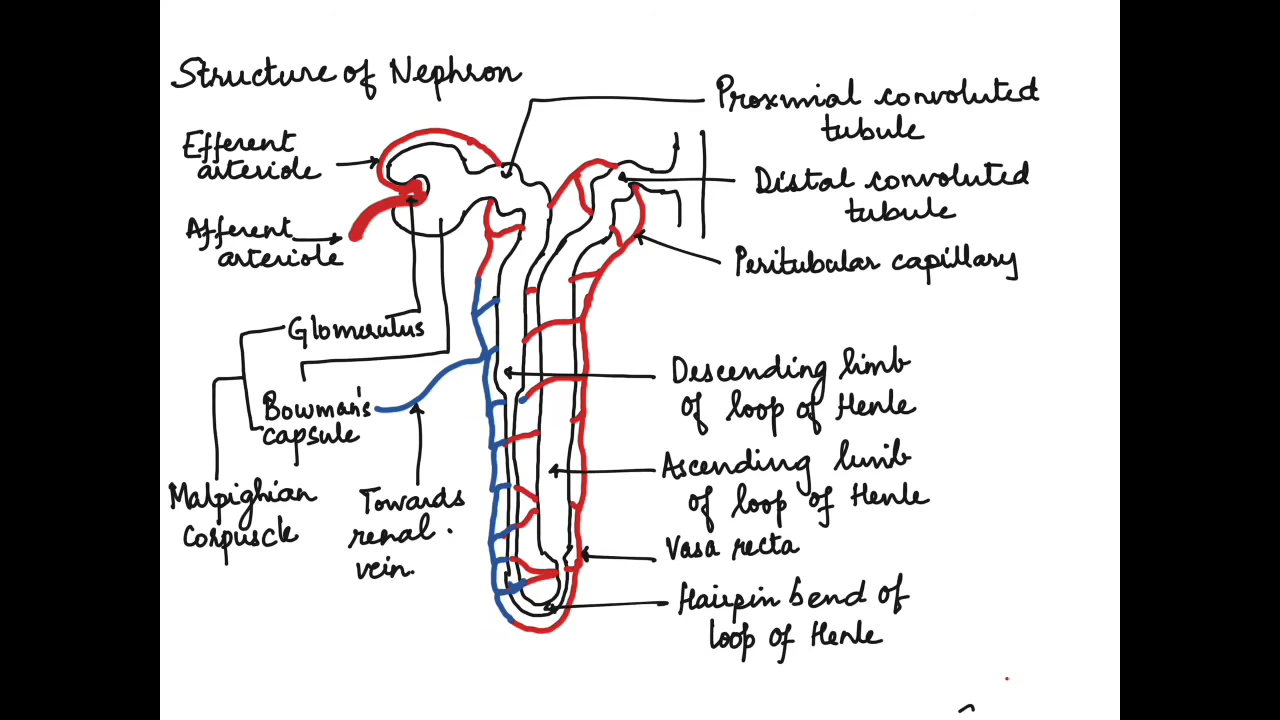 Structure of Nephron
Efferent
arteriole
Afferent
arteriole
Glomerulus
Bowman's
capsule
Malpighian
corpuscle
Towards
renal
vein.
Proxmial convoluted
tubule
Distal convoluted
tubule
Peritubular capillary
Descending limb
of loop of Henle
Ascending limb
of loop of Henle
Vasa recta
Hairpin bend of
loop of Henle